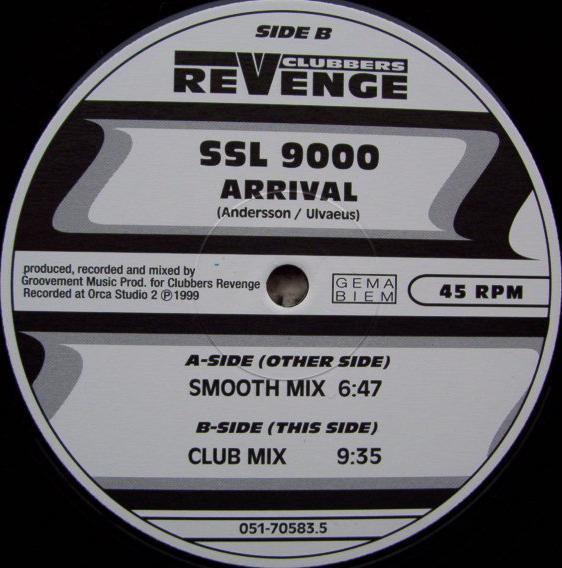 SIDE B
CLUBBERS
REVENGE
SSL 9000
ARRIVAL
(Andersson / Ulvaeus)
produced, recorded and mixed by
Groovement Music Prod. for Clubbers Revenge
Recorded at Orca Studio 2 ℗ 1999
GEMA
BIEM
45 RPM
A-SIDE (OTHER SIDE)
SMOOTH MIX 6:47
B-SIDE (THIS SIDE)
CLUB MIX 9:35
051-70583.5